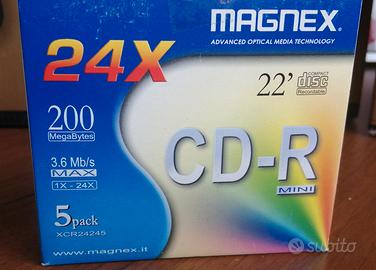 MAGNEX
ADVANCED OPTICAL MEDIA TECHNOLOGY
24X
22'
COMPACT
disc
Recordable
200
MegaBytes
3.6 Mb/s
MAX
1X - 24X
CD-R
MINI
5pack
XCR24245
www.magnex.it
subito